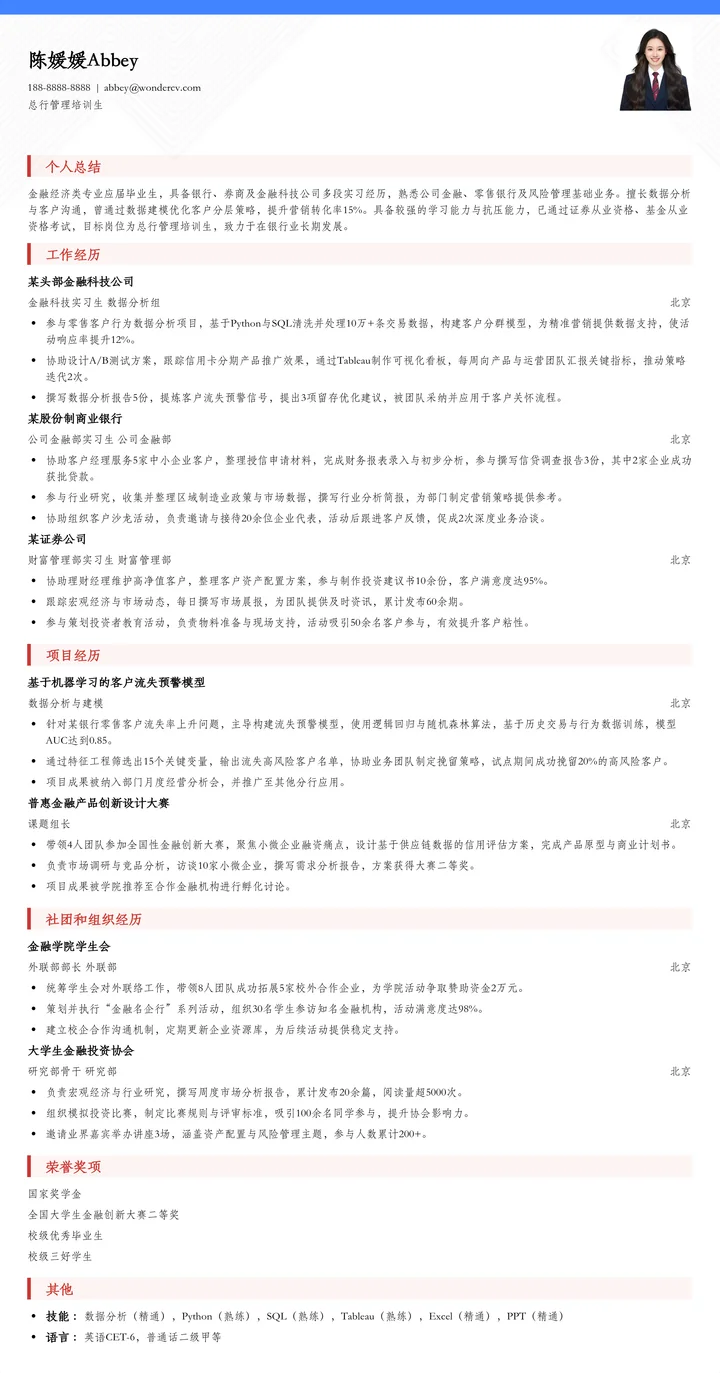 陈媛媛Abbey
188-8888-8888 | abbey@wondercv.com
总行管理培训生
个人总结
金融经济类专业应届毕业生，具备银行、券商及金融科技公司多段实习经历，熟悉公司金融、零售银行及风险管理基础业务。擅长数据分析
与客户沟通，曾通过数据建模优化客户分层策略，提升营销转化率15%。具备较强的学习能力与抗压能力，已通过证券从业资格、基金从业
资格考试，目标岗位为总行管理培训生，致力于在银行业长期发展。
工作经历
某头部金融科技公司
金融科技实习生 数据分析组 北京
• 参与零售客户行为数据分析项目，基于Python与SQL清洗并处理10万+条交易数据，构建客户分群模型，为精准营销提供数据支持，使活
动响应率提升12%。
• 协助设计A/B测试方案，跟踪信用卡分期产品推广效果，通过Tableau制作可视化看板，每周向产品与运营团队汇报关键指标，推动策略
迭代2次。
• 撰写数据分析报告5份，提炼客户流失预警信号，提出3项留存优化建议，被团队采纳并应用于客户关怀流程。
某股份制商业银行
公司金融部实习生 公司金融部 北京
• 协助客户经理服务5家中小企业客户，整理授信申请材料，完成财务报表录入与初步分析，参与撰写信贷调查报告3份，其中2家企业成功
获批贷款。
• 参与行业研究，收集并整理区域制造业政策与市场数据，撰写行业分析简报，为部门制定营销策略提供参考。
• 协助组织客户沙龙活动，负责邀请与接待20余位企业代表，活动后跟进客户反馈，促成2次深度业务洽谈。
某证券公司
财富管理部实习生 财富管理部 北京
• 协助理财经理维护高净值客户，整理客户资产配置方案，参与制作投资建议书10余份，客户满意度达95%。
• 跟踪宏观经济与市场动态，每日撰写市场晨报，为团队提供及时资讯，累计发布60余期。
• 参与策划投资者教育活动，负责物料准备与现场支持，活动吸引50余名客户参与，有效提升客户粘性。
项目经历
基于机器学习的客户流失预警模型
数据分析与建模 北京
• 针对某银行零售客户流失率上升问题，主导构建流失预警模型，使用逻辑回归与随机森林算法，基于历史交易与行为数据训练，模型
AUC达到0.85。
• 通过特征工程筛选出15个关键变量，输出流失高风险客户名单，协助业务团队制定挽留策略，试点期间成功挽留20%的高风险客户。
• 项目成果被纳入部门月度经营分析会，并推广至其他分行应用。
普惠金融产品创新设计大赛
课题组长 北京
• 带领4人团队参加全国性金融创新大赛，聚焦小微企业融资痛点，设计基于供应链数据的信用评估方案，完成产品原型与商业计划书。
• 负责市场调研与竞品分析，访谈10家小微企业，撰写需求分析报告，方案获得大赛二等奖。
• 项目成果被学院推荐至合作金融机构进行孵化讨论。
社团和组织经历
金融学院学生会
外联部部长 外联部 北京
• 统筹学生会对外联络工作，带领8人团队成功拓展5家校外合作企业，为学院活动争取赞助资金2万元。
• 策划并执行“金融名企行”系列活动，组织30名学生参访知名金融机构，活动满意度达98%。
• 建立校企合作沟通机制，定期更新企业资源库，为后续活动提供稳定支持。
大学生金融投资协会
研究部骨干 研究部 北京
• 负责宏观经济与行业研究，撰写周度市场分析报告，累计发布20余篇，阅读量超5000次。
• 组织模拟投资比赛，制定比赛规则与评审标准，吸引100余名同学参与，提升协会影响力。
• 邀请业界嘉宾举办讲座3场，涵盖资产配置与风险管理主题，参与人数累计200+。
荣誉奖项
国家奖学金
全国大学生金融创新大赛二等奖
校级优秀毕业生
校级三好学生
其他
• 技能：数据分析（精通）, Python（熟练）, SQL（熟练）, Tableau（熟练）, Excel（精通）, PPT（精通）
• 语言：英语CET-6，普通话二级甲等